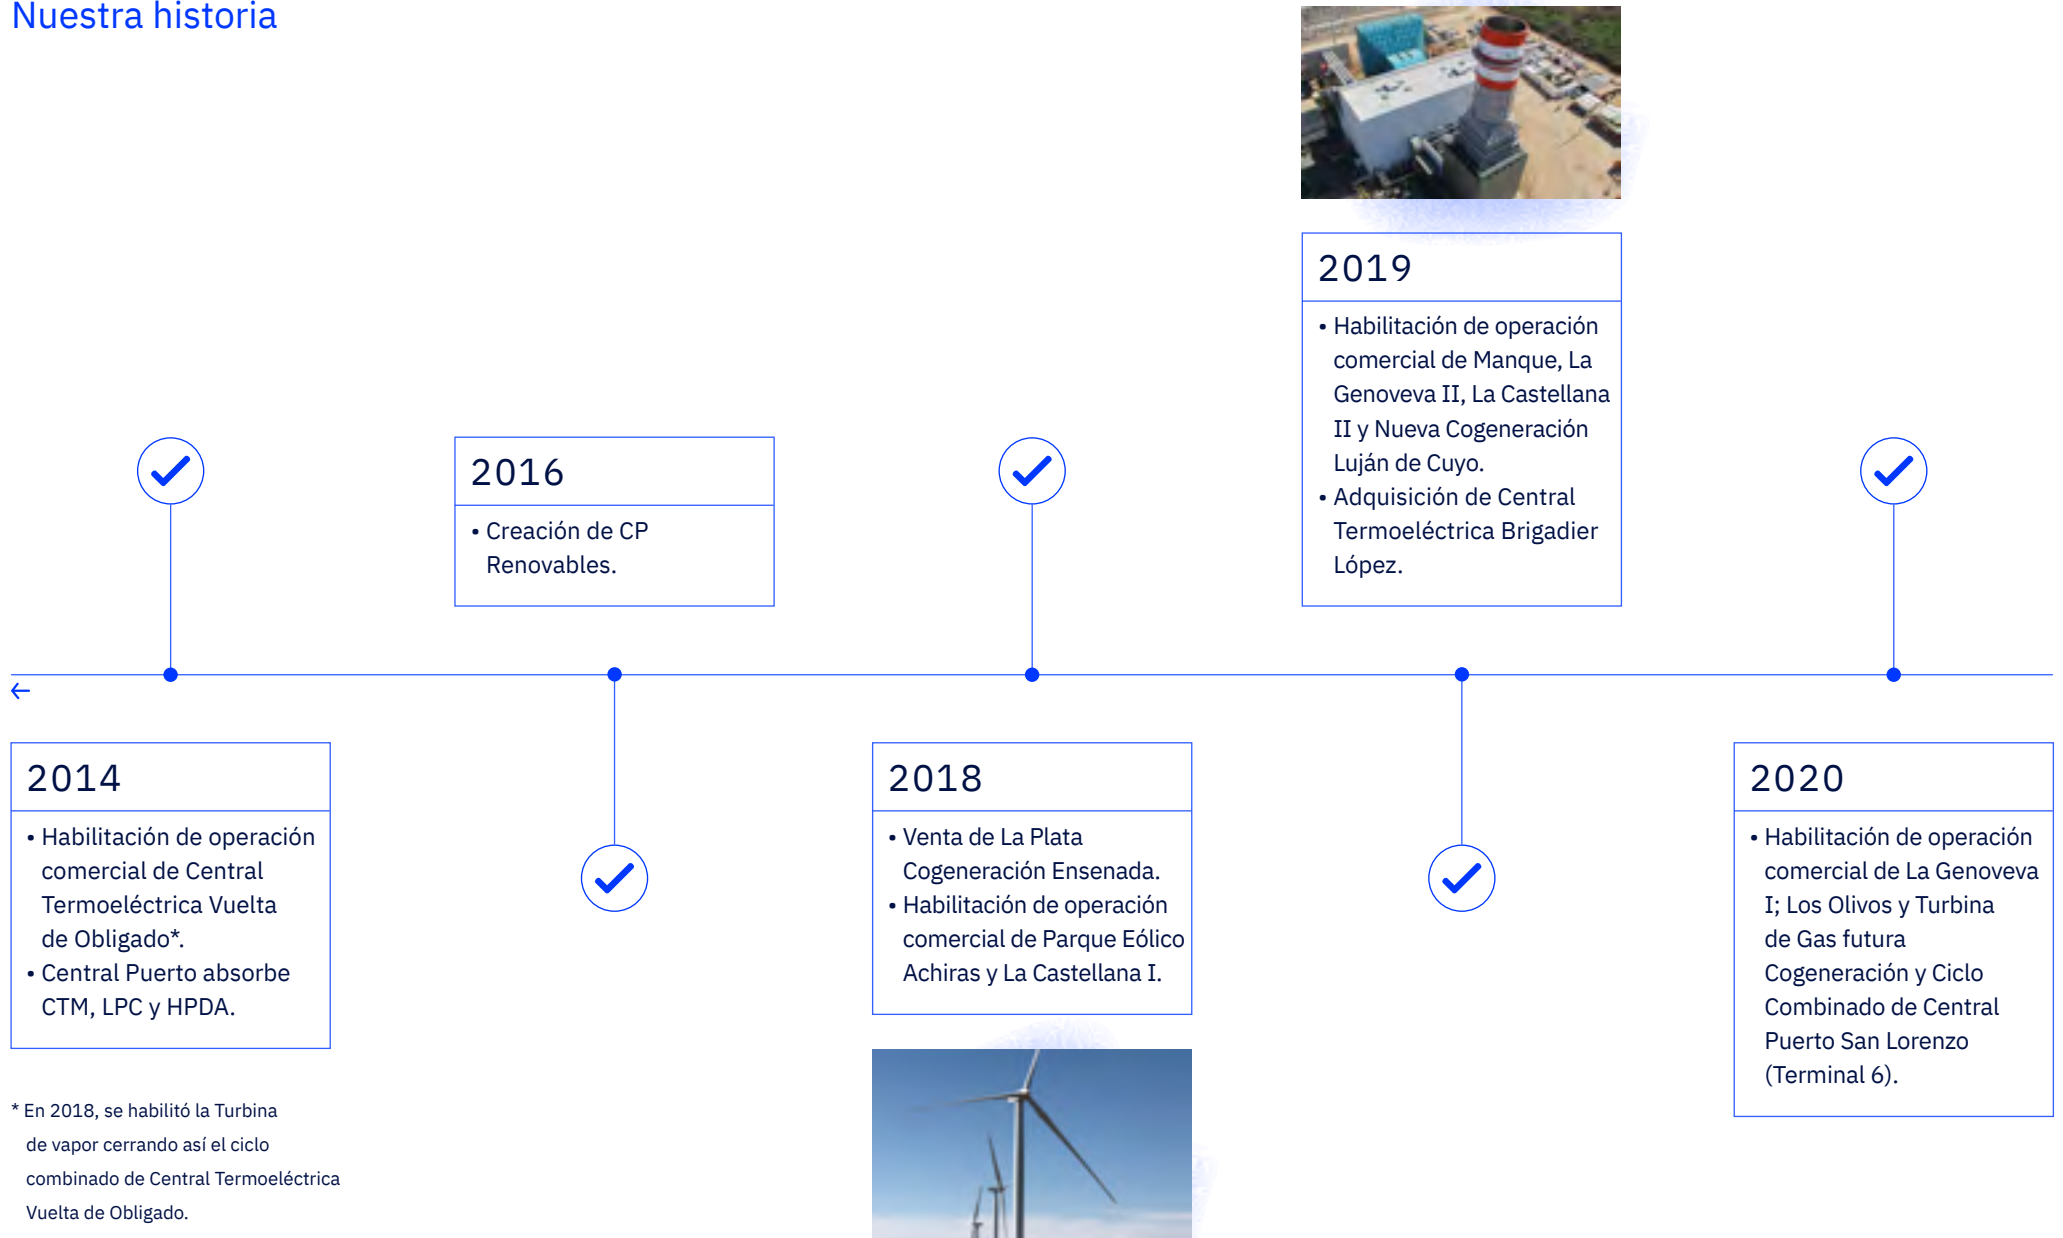 Nuestra historia
2014
• Habilitación de operación
comercial de Central
Termoeléctrica Vuelta
de Obligado*.
• Central Puerto absorbe
CTM, LPC y HPDA.
* En 2018, se habilitó la Turbina
de vapor cerrando así el ciclo
combinado de Central Termoeléctrica
Vuelta de Obligado.
2016
• Creación de CP
Renovables.
2018
• Venta de La Plata
Cogeneración Ensenada.
• Habilitación de operación
comercial de Parque Eólico
Achiras y La Castellana I.
2019
• Habilitación de operación
comercial de Manque, La
Genoveva II, La Castellana
II y Nueva Cogeneración
Luján de Cuyo.
• Adquisición de Central
Termoeléctrica Brigadier
López.
2020
• Habilitación de operación
comercial de La Genoveva
I; Los Olivos y Turbina
de Gas futura
Cogeneración y Ciclo
Combinado de Central
Puerto San Lorenzo
(Terminal 6).